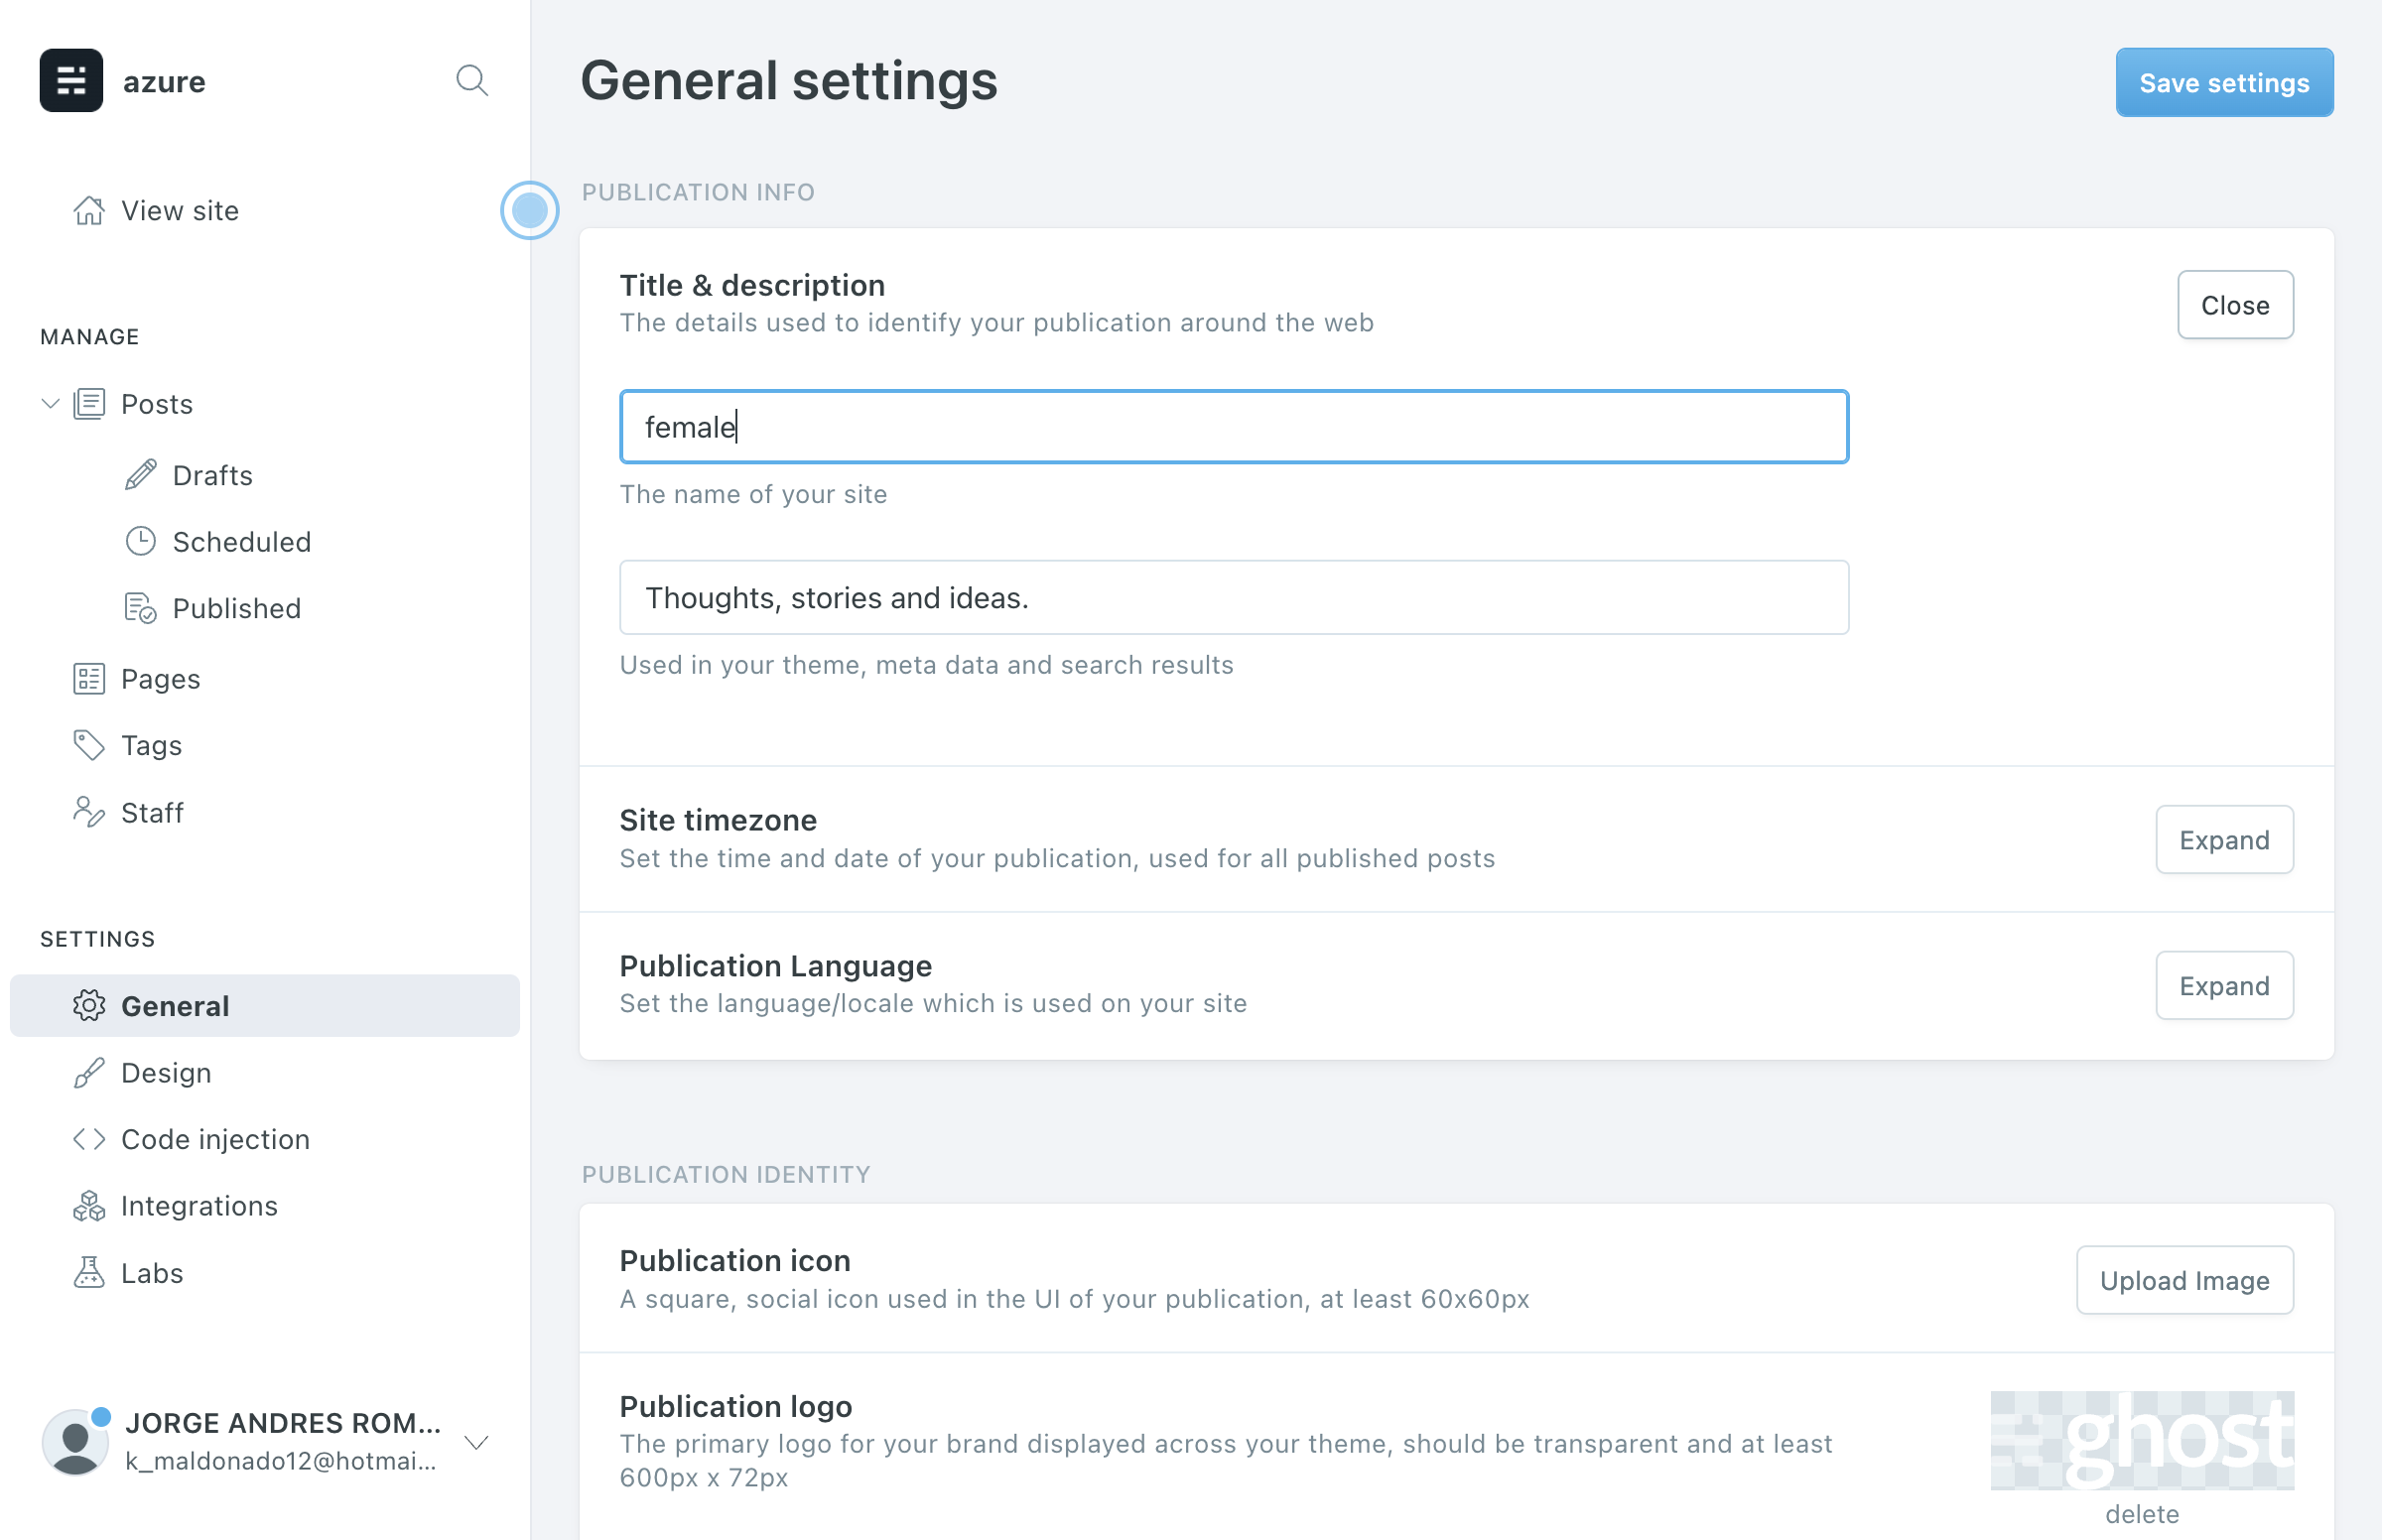 azure
View site
MANAGE
Posts
Drafts
Scheduled
Published
Pages
Tags
Staff
SETTINGS
General
Design
Code injection
Integrations
Labs
JORGE ANDRES ROM...
k_maldonado12@hotmai...
General settings
Save settings
PUBLICATION INFO
Title & description
The details used to identify your publication around the web
Close
female
The name of your site
Thoughts, stories and ideas.
Used in your theme, meta data and search results
Site timezone
Set the time and date of your publication, used for all published posts
Expand
Publication Language
Set the language/locale which is used on your site
Expand
PUBLICATION IDENTITY
Publication icon
A square, social icon used in the UI of your publication, at least 60x60px
Upload Image
Publication logo
The primary logo for your brand displayed across your theme, should be transparent and at least
600px x 72px
ghost
delete